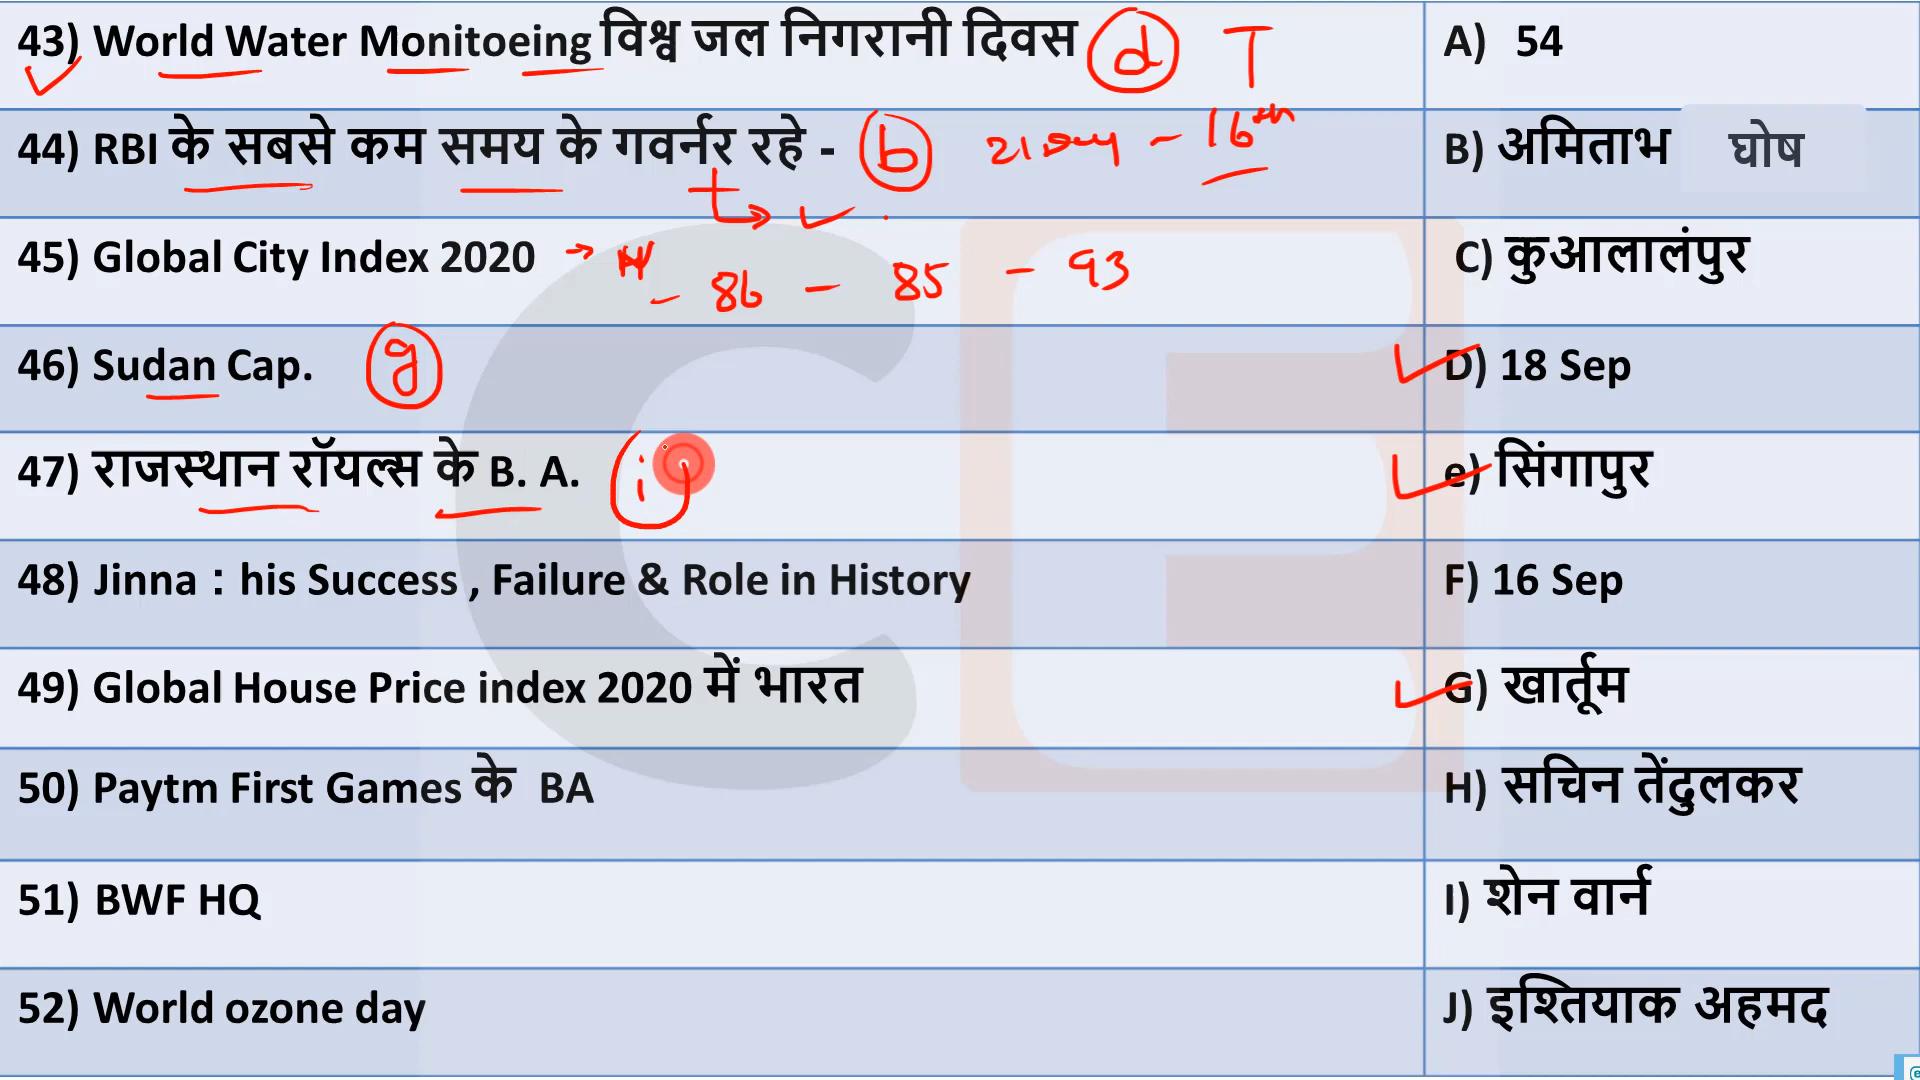 43) World Water Monitoeing विश्व जल निगरानी दिवस d T A) 54
44) RBI के सबसे कम समय के गवर्नर रहे - b - 16th B) अमिताभ घोष
45) Global City Index 2020 → - 86 - 85 - 93 C) कुआलालंपुर
46) Sudan Cap. g D) 18 Sep
47) राजस्थान रॉयल्स के B. A. i e) सिंगापुर
48) Jinna : his Success , Failure & Role in History F) 16 Sep
49) Global House Price index 2020 में भारत G) खार्तूम
50) Paytm First Games के BA H) सचिन तेंदुलकर
51) BWF HQ I) शेन वार्न
52) World ozone day J) इश्तियाक अहमद
CE